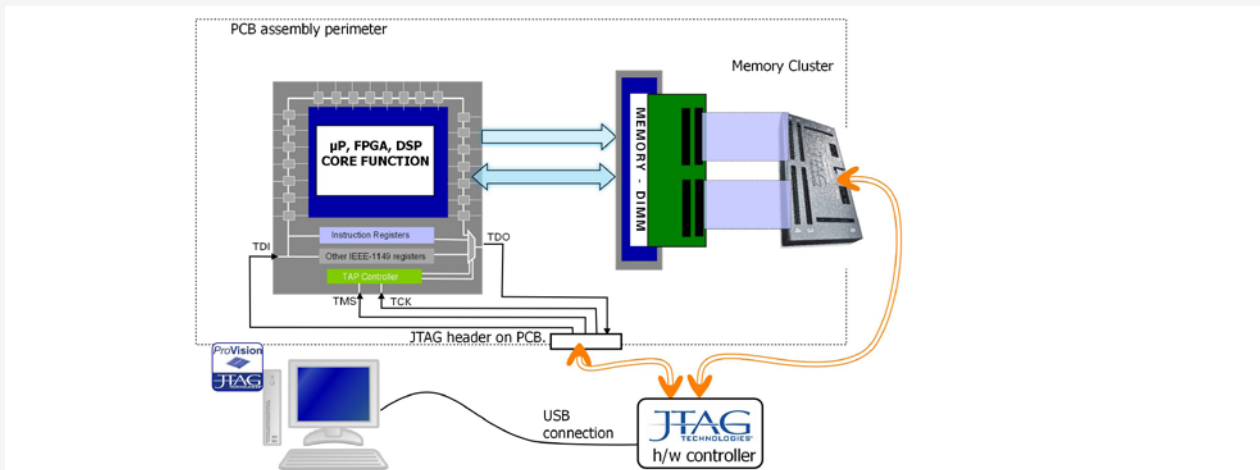 PCB assembly perimeter
Memory Cluster
µP, FPGA, DSP
CORE FUNCTION
MEMORY - DIMM
Instruction Registers
TDO
TDI
Other IEEE-1149 registers
TAP Controller
TMS
TCK
JTAG header on PCB.
ProVision
JTAG
USB
connection
JTAG
TECHNOLOGIES
h/w controller